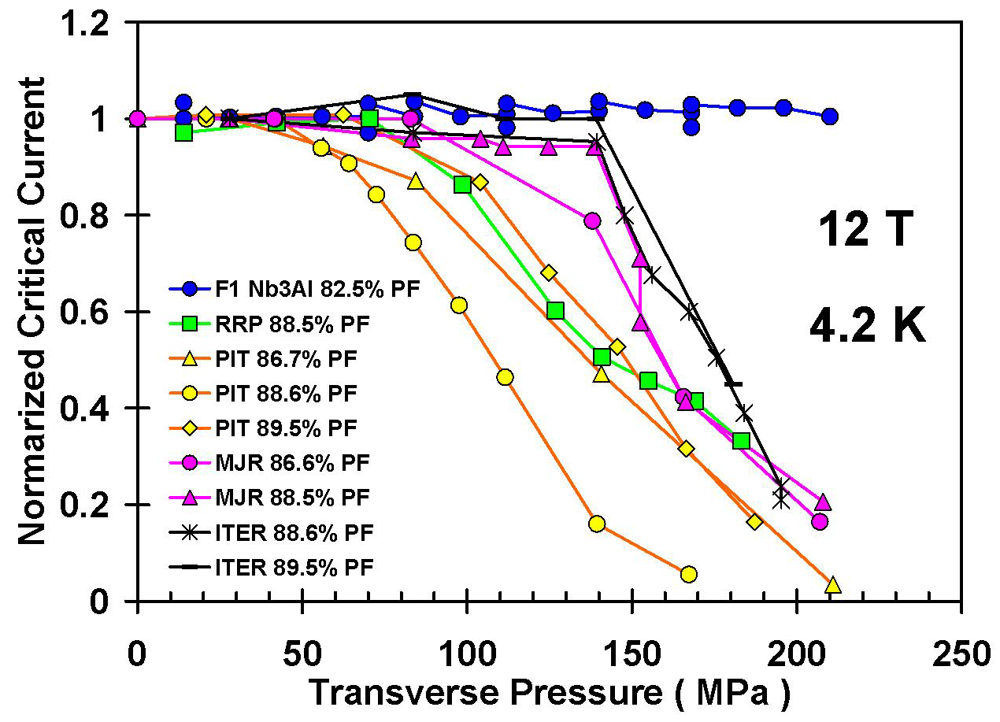 1.2
1
0.8
0.6
0.4
0.2
0
Normarized Critical Current
12 T
4.2 K
F1 Nb3Al 82.5% PF
RRP 88.5% PF
PIT 86.7% PF
PIT 88.6% PF
PIT 89.5% PF
MJR 86.6% PF
MJR 88.5% PF
ITER 88.6% PF
ITER 89.5% PF
0 50 100 150 200 250
Transverse Pressure ( MPa )